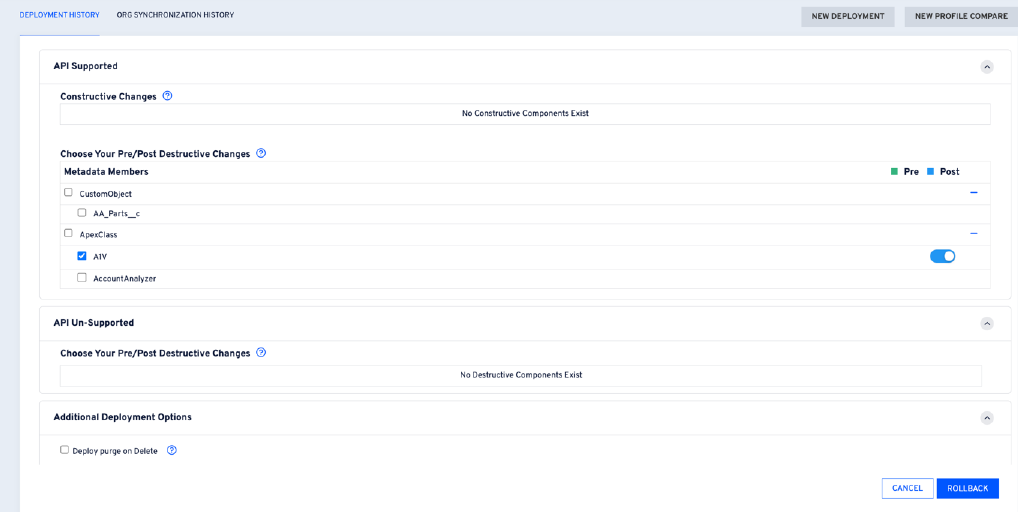 DEPLOYMENT HISTORY ORG SYNCHRONIZATION HISTORY NEW DEPLOYMENT NEW PROFILE COMPARE
API Supported
Constructive Changes
No Constructive Components Exist
Choose Your Pre/Post Destructive Changes
Metadata Members Pre Post
CustomObject
AA_Parts__c
ApexClass
A1V
AccountAnalyzer
API Un-Supported
Choose Your Pre/Post Destructive Changes
No Destructive Components Exist
Additional Deployment Options
Deploy purge on Delete
CANCEL ROLLBACK